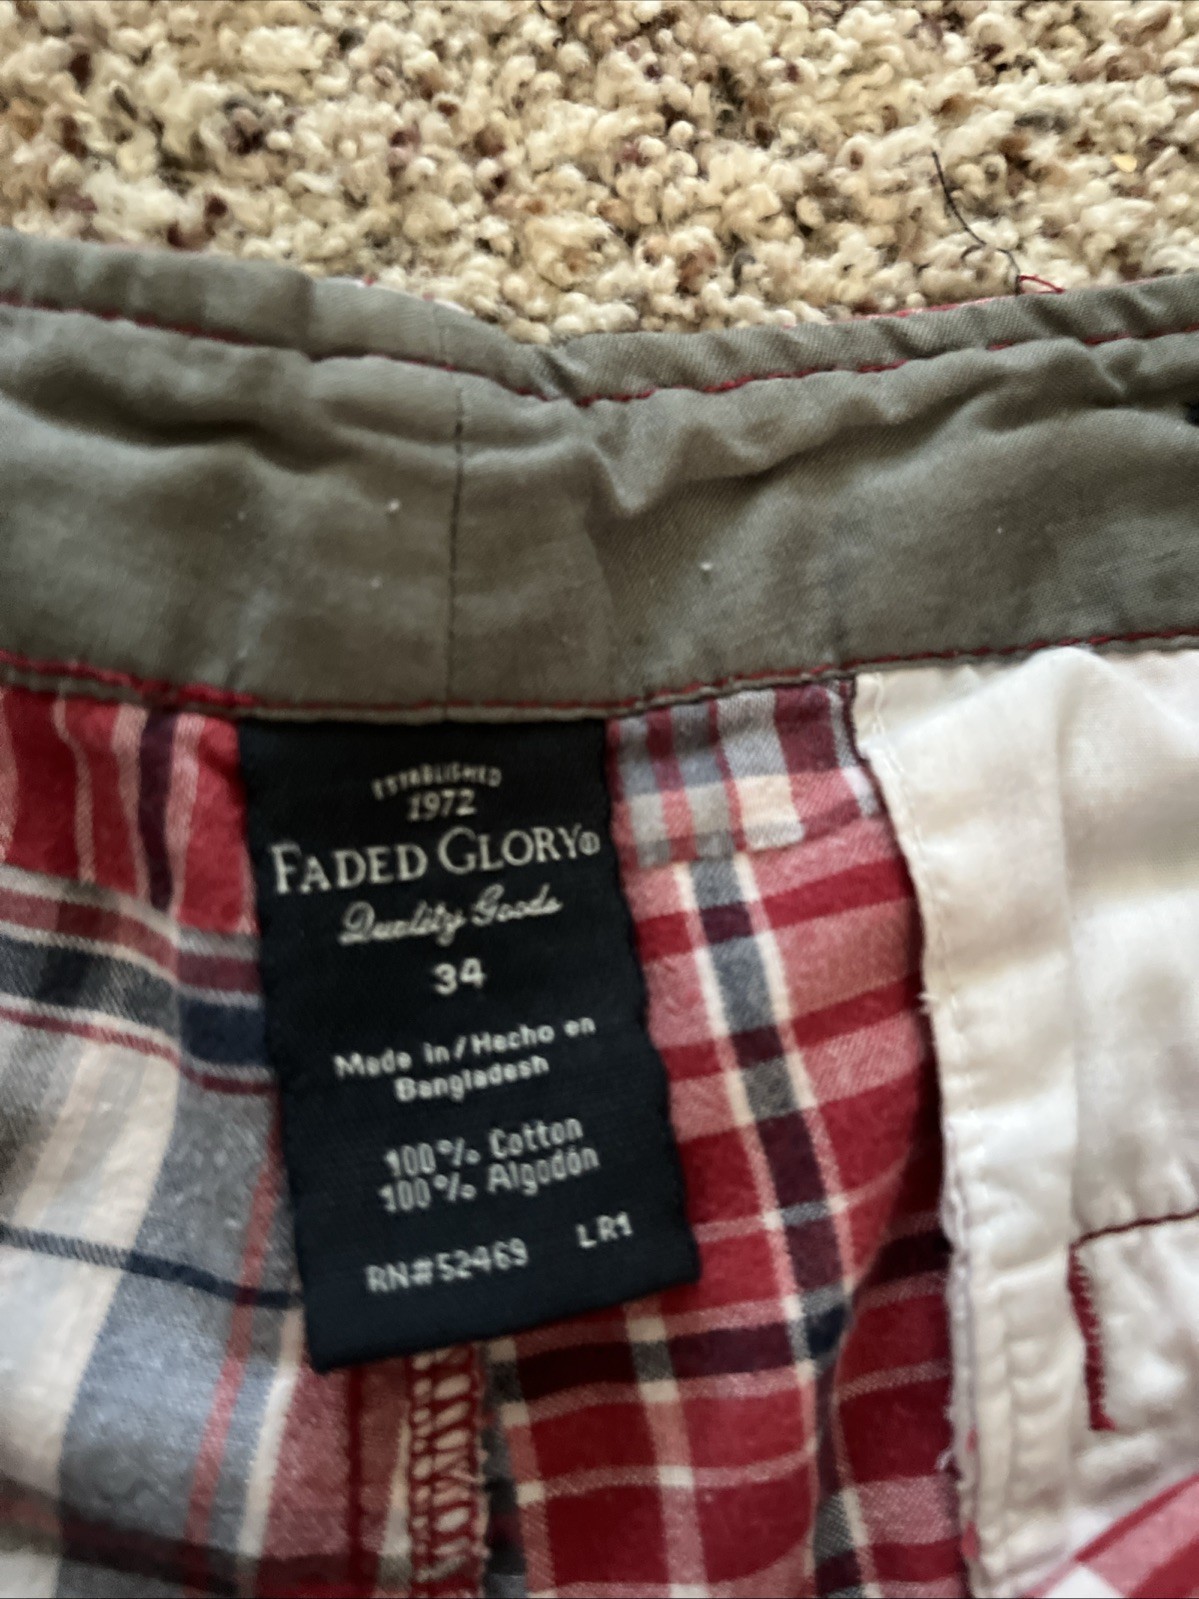 ESTABLISHED
1972
FADED GLORY®
Quality Goods
34
Made in/Hecho en
Bangladesh
100% Cotton
100% Algodón
RN#52469 LR1